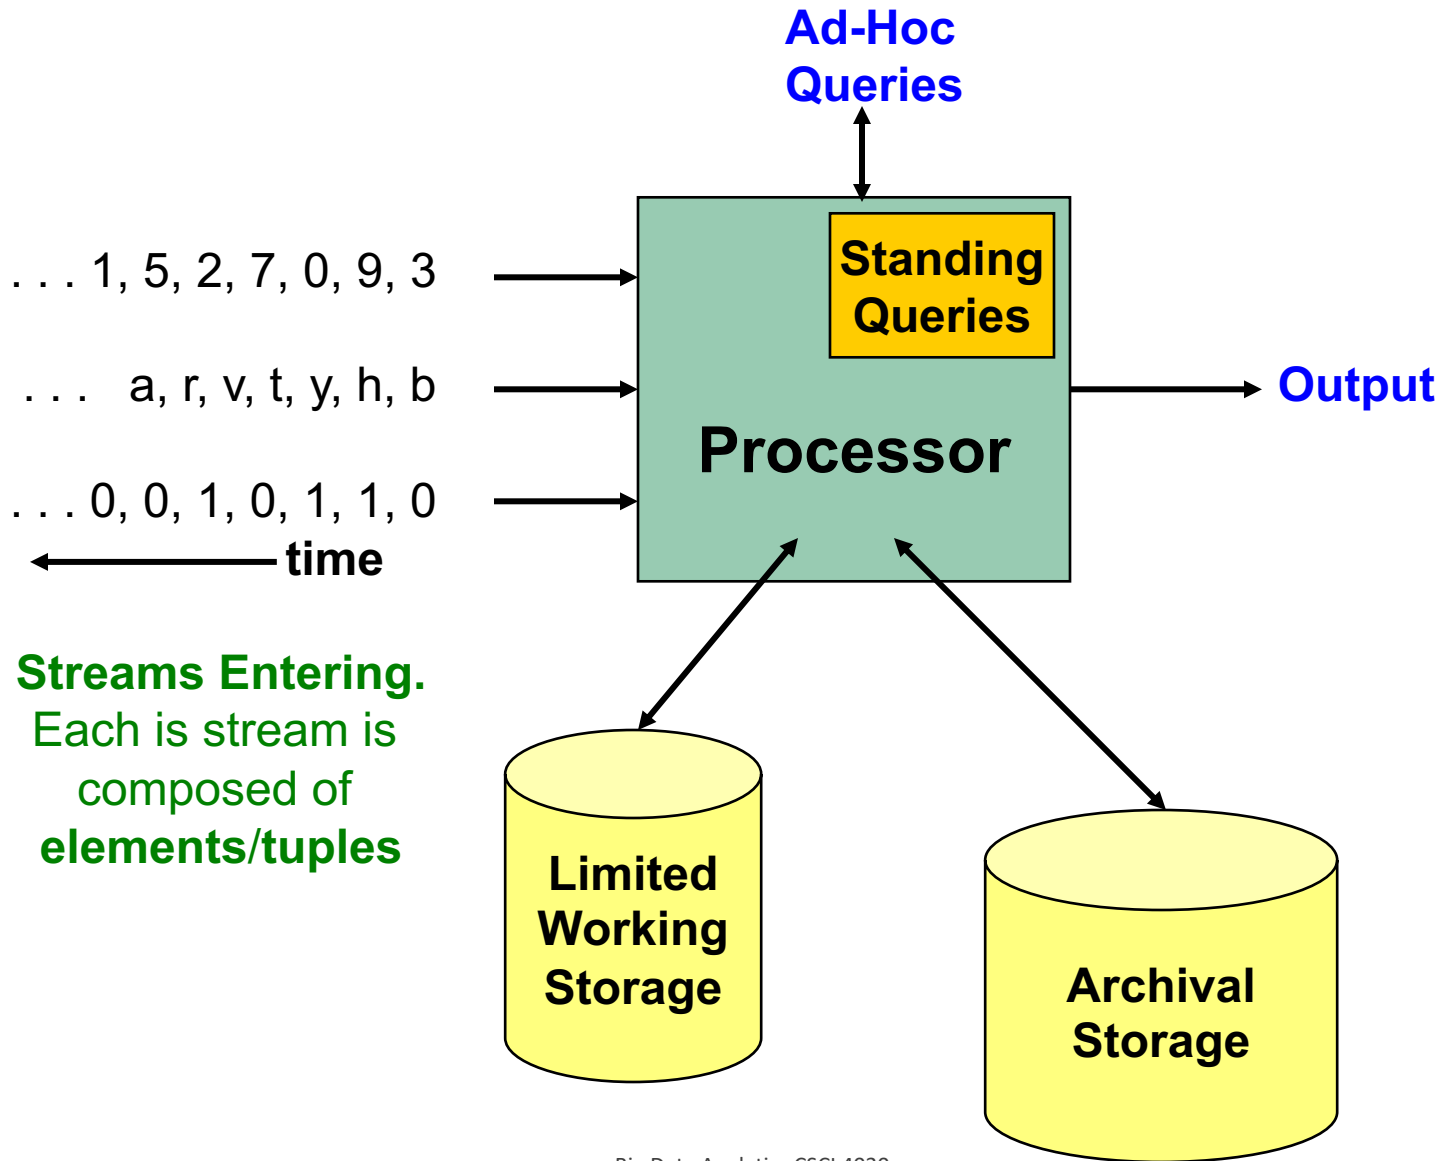 Ad-Hoc
Queries
Standing
Queries
. . . 1, 5, 2, 7, 0, 9, 3
. . . a, r, v, t, y, h, b
. . . 0, 0, 1, 0, 1, 1, 0
time
Processor
Output
Streams Entering.
Each is stream is
composed of
elements/tuples
Limited
Working
Storage
Archival
Storage